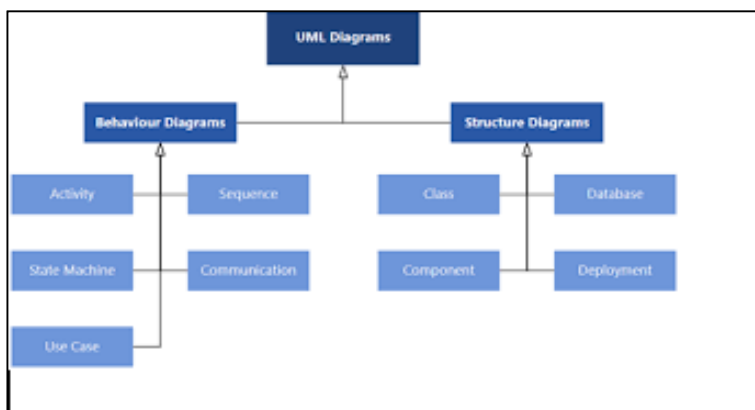 UML Diagrams
Behaviour Diagrams
Structure Diagrams
Activity
Sequence
Class
Database
State Machine
Communication
Component
Deployment
Use Case